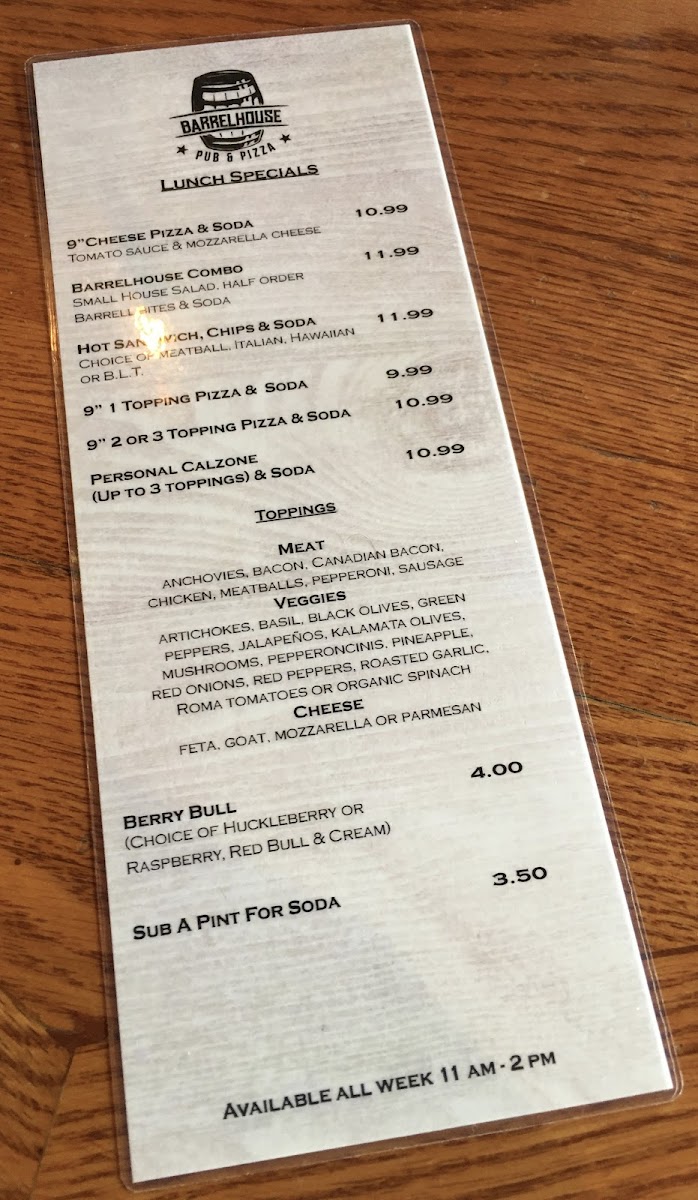 BARRELHOUSE
PUB & PIZZA
LUNCH SPECIALS
9"CHEESE PIZZA & SODA 10.99
TOMATO SAUCE & MOZZARELLA CHEESE
BARRELHOUSE COMBO 11.99
SMALL HOUSE SALAD, HALF ORDER
BARRELL BITES & SODA
HOT SANDWICH, CHIPS & SODA 11.99
CHOICE OF MEATBALL, ITALIAN, HAWAIIAN
OR B.L.T.
9" 1 TOPPING PIZZA & SODA 9.99
9" 2 OR 3 TOPPING PIZZA & SODA 10.99
PERSONAL CALZONE 10.99
(UP TO 3 TOPPINGS) & SODA
TOPPINGS
MEAT
ANCHOVIES, BACON, CANADIAN BACON,
CHICKEN, MEATBALLS, PEPPERONI, SAUSAGE
VEGGIES
ARTICHOKES, BASIL, BLACK OLIVES, GREEN
PEPPERS, JALAPEÑOS, KALAMATA OLIVES,
MUSHROOMS, PEPPERONCINIS, PINEAPPLE,
RED ONIONS, RED PEPPERS, ROASTED GARLIC,
ROMA TOMATOES OR ORGANIC SPINACH
CHEESE
FETA, GOAT, MOZZARELLA OR PARMESAN
BERRY BULL 4.00
(CHOICE OF HUCKLEBERRY OR
RASPBERRY, RED BULL & CREAM)
SUB A PINT FOR SODA 3.50
AVAILABLE ALL WEEK 11 AM - 2 PM